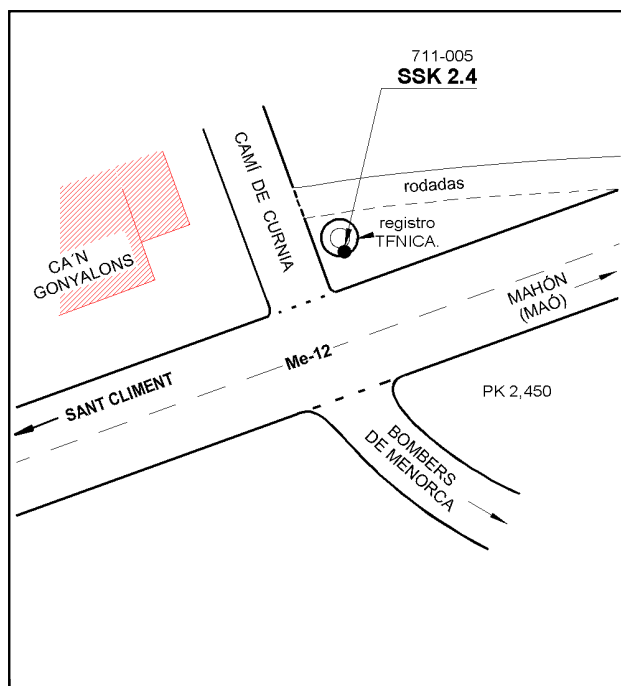 711-005
SSK 2.4
CAMÍ DE CURNIA
rodadas
registro
TFNICA.
CA'N
GONYALONS
MAHÓN
(MAÓ)
Me-12
SANT CLIMENT
PK 2,450
BOMBERS
DE MENORCA